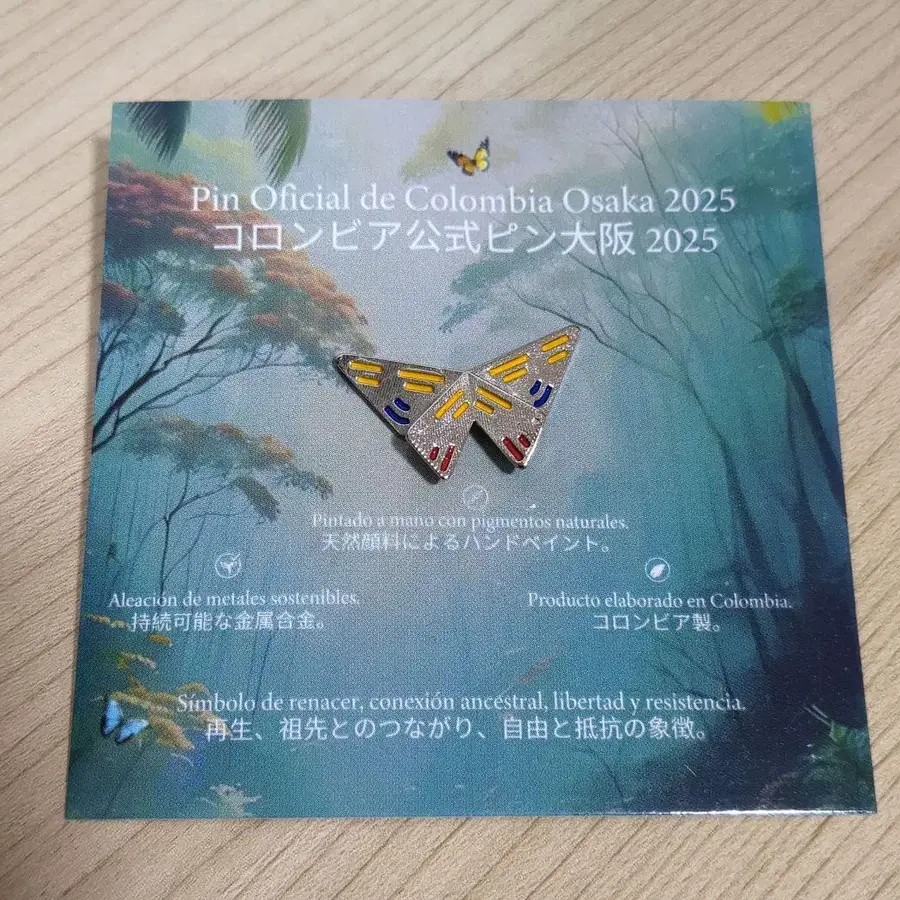 Pin Oficial de Colombia Osaka 2025
コロンビア公式ピン大阪 2025
Pintado a mano con pigmentos naturales.
天然顔料によるハンドペイント。
Aleación de metales sostenibles.
持続可能な金属合金。
Producto elaborado en Colombia.
コロンビア製。
Símbolo de renacer, conexión ancestral, libertad y resistencia.
再生、祖先とのつながり、自由と抵抗の象徴。